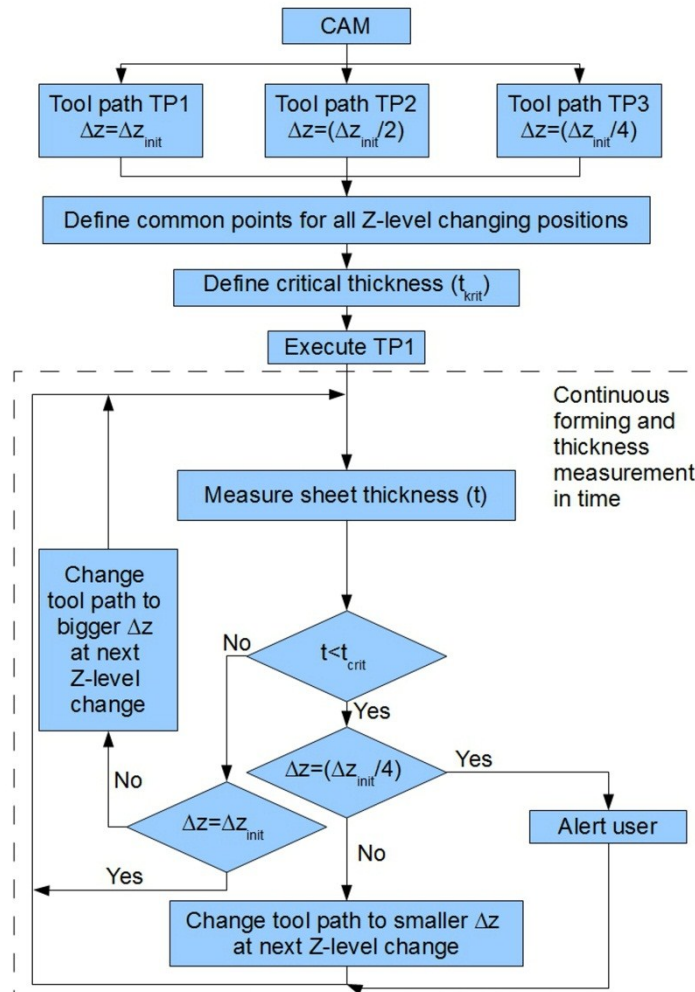 CAM
Tool path TP1
Δz=Δz_init
Tool path TP2
Δz=(Δz_init/2)
Tool path TP3
Δz=(Δz_init/4)
Define common points for all Z-level changing positions
Define critical thickness (t_krit)
Execute TP1
Continuous
forming and
thickness
measurement
in time
Measure sheet thickness (t)
Change
tool path to
bigger Δz
at next
Z-level
change
No
t<t_crit
Yes
Δz=(Δz_init/4)
Yes
No
Δz=Δz_init
Alert user
No
Yes
Change tool path to smaller Δz
at next Z-level change